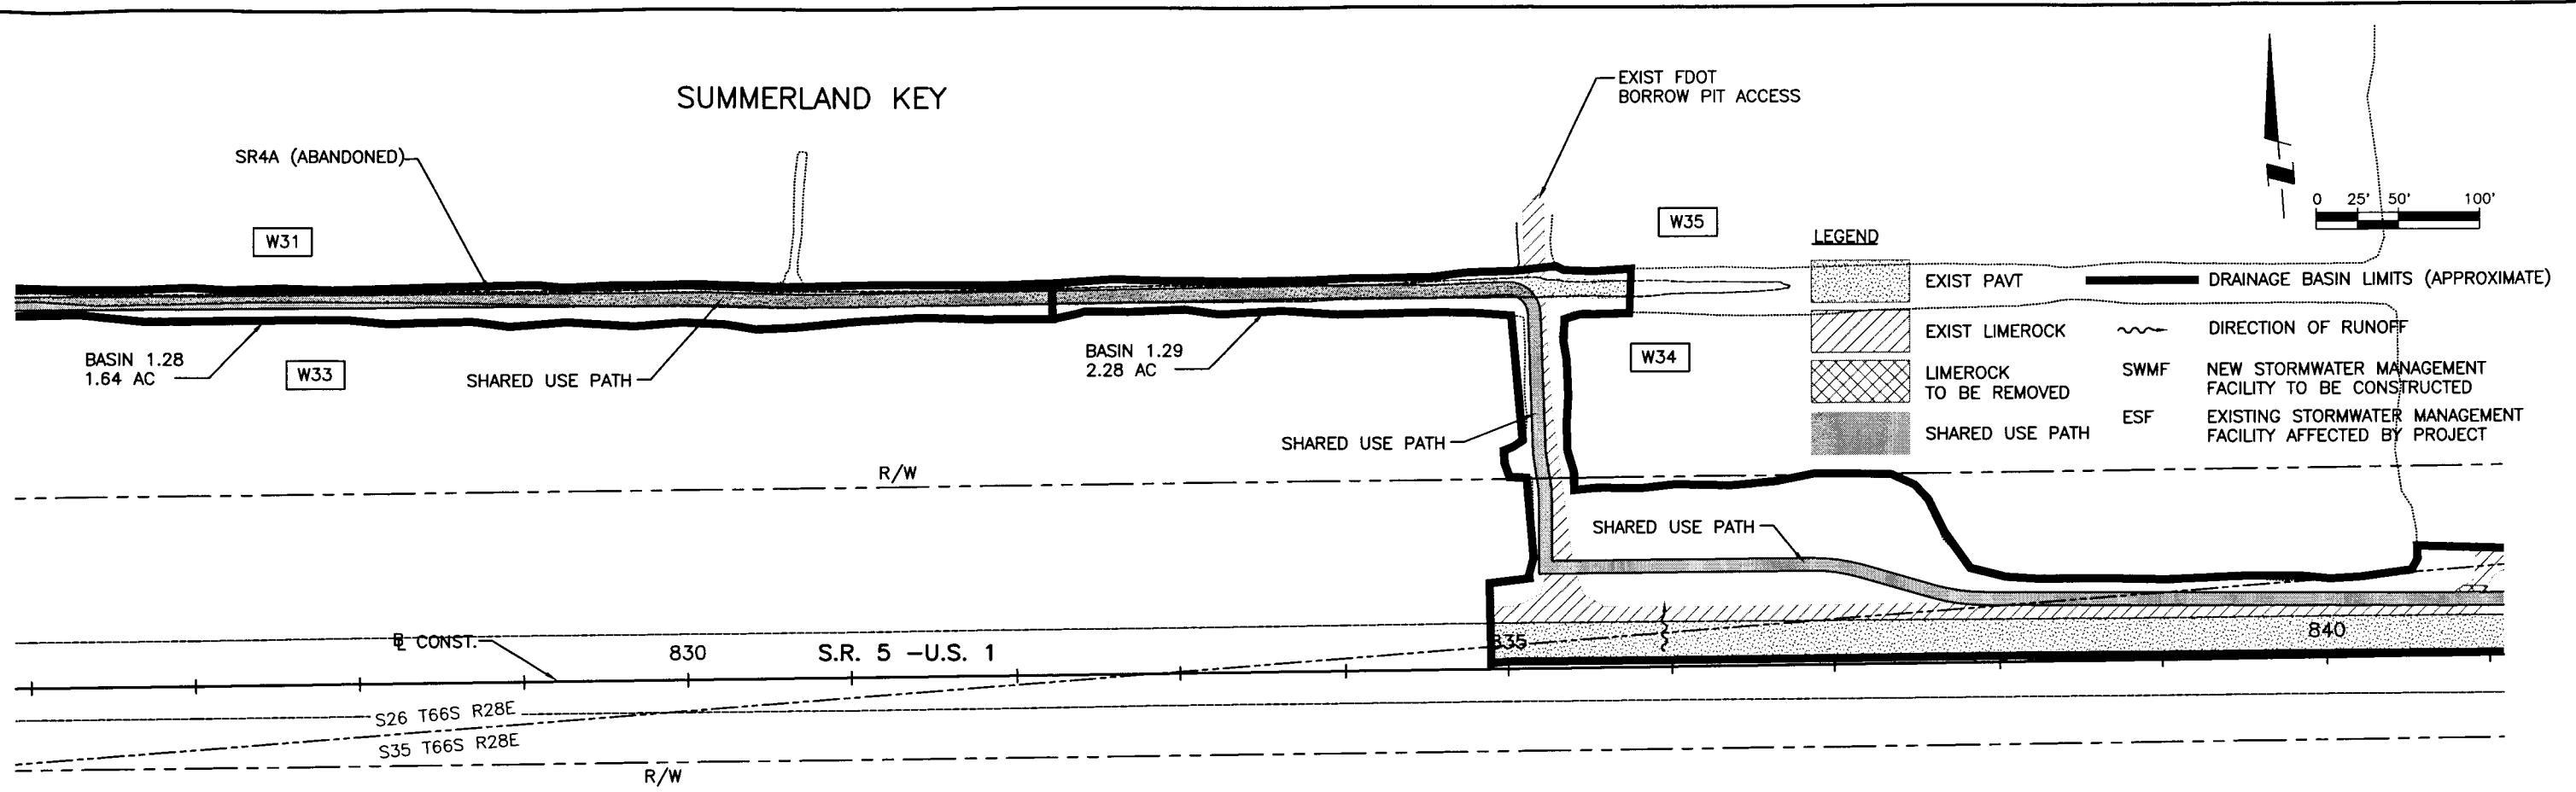 SUMMERLAND KEY
EXIST FDOT
BORROW PIT ACCESS
SR4A (ABANDONED)
W31
W35
0 25' 50' 100'
LEGEND
EXIST PAVT
DRAINAGE BASIN LIMITS (APPROXIMATE)
EXIST LIMEROCK
DIRECTION OF RUNOFF
LIMEROCK
TO BE REMOVED
SWMF
NEW STORMWATER MANAGEMENT
FACILITY TO BE CONSTRUCTED
SHARED USE PATH
ESF
EXISTING STORMWATER MANAGEMENT
FACILITY AFFECTED BY PROJECT
BASIN 1.28
1.64 AC
W33
SHARED USE PATH
BASIN 1.29
2.28 AC
W34
SHARED USE PATH
R/W
SHARED USE PATH
BL CONST.
830
S.R. 5 -U.S. 1
835
840
S26 T66S R28E
S35 T66S R28E
R/W
N